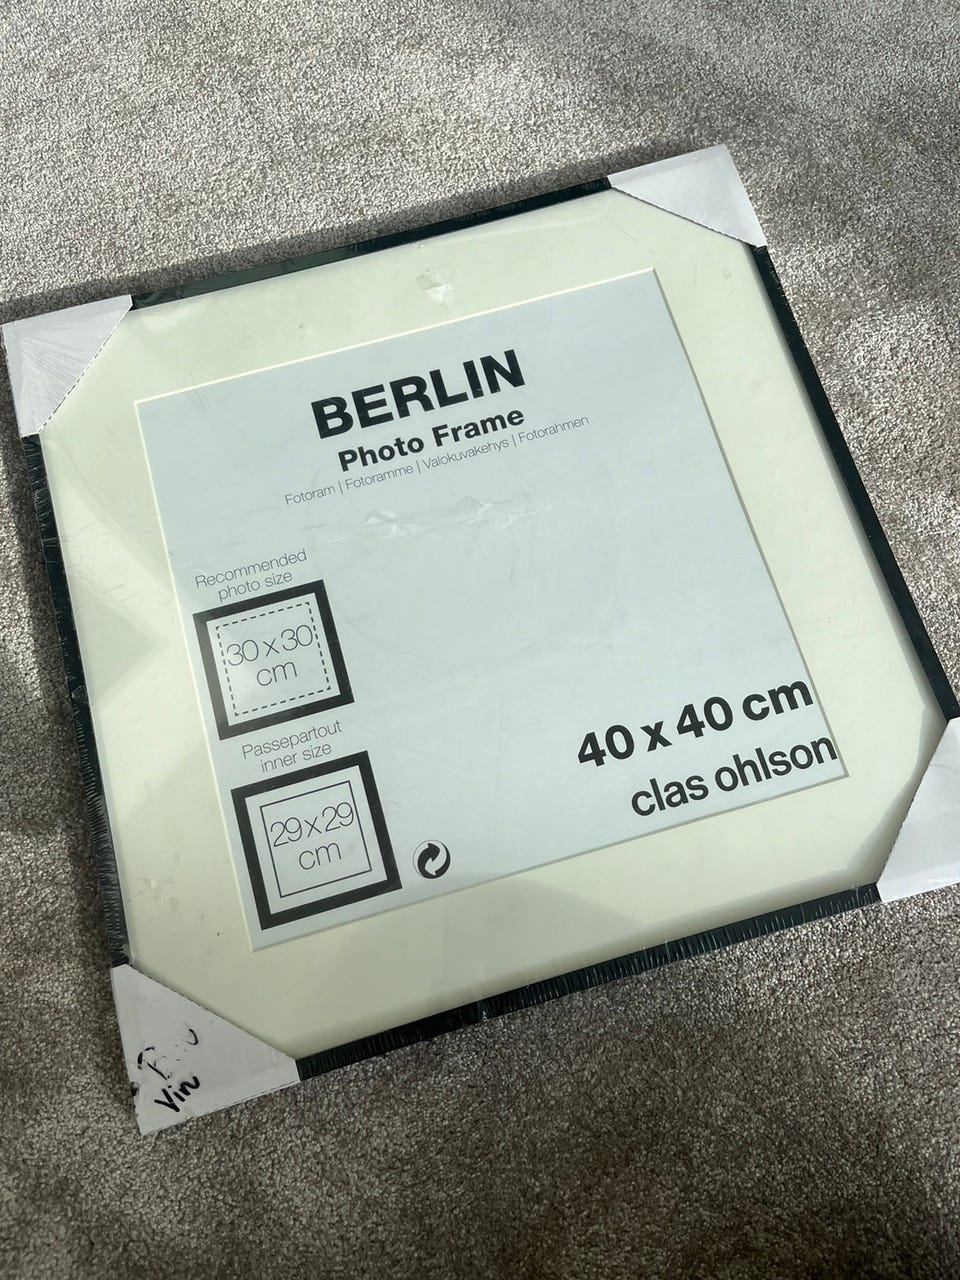 BERLIN
Photo Frame
Fotoram | Fotoramme | Valokuvakehys | Fotorahmen
Recommended
photo size
30 x 30
cm
Passepartout
inner size
29 x 29
cm
40 x 40 cm
clas ohlson
Vin